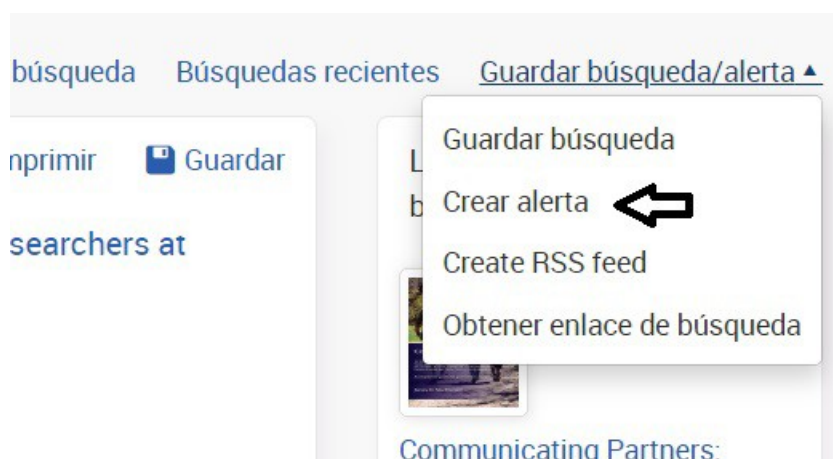 búsqueda Búsquedas recientes Guardar búsqueda/alerta ▲
Guardar búsqueda
Guardar
Crear alerta
searchers at
Create RSS feed
Obtener enlace de búsqueda
Communicating Partners: